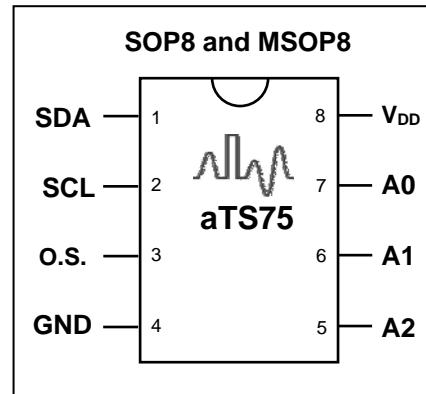 SOP8 and MSOP8
SDA 1 8 VDD
SCL 2 7 A0
aTS75
O.S. 3 6 A1
GND 4 5 A2